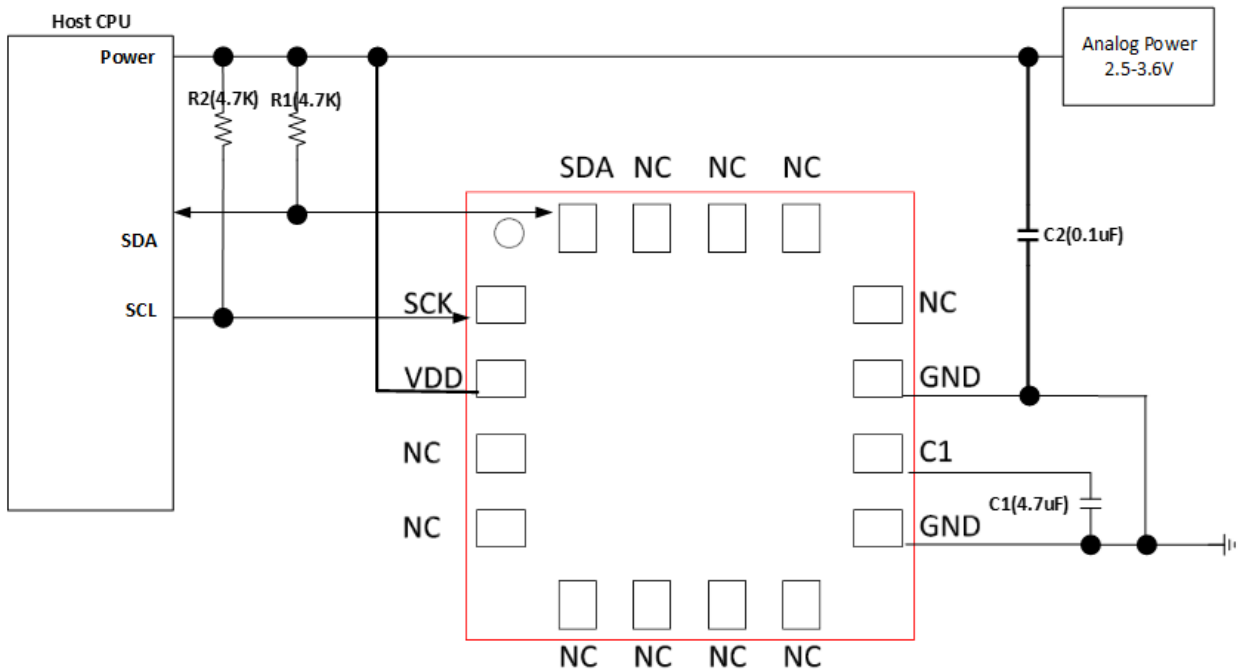 Host CPU
Power
Analog Power
2.5-3.6V
R2(4.7K)
R1(4.7K)
SDA NC NC NC
SDA
C2(0.1uF)
SCL
SCK
NC
VDD
GND
NC
C1
C1(4.7uF)
NC
GND
NC NC NC NC